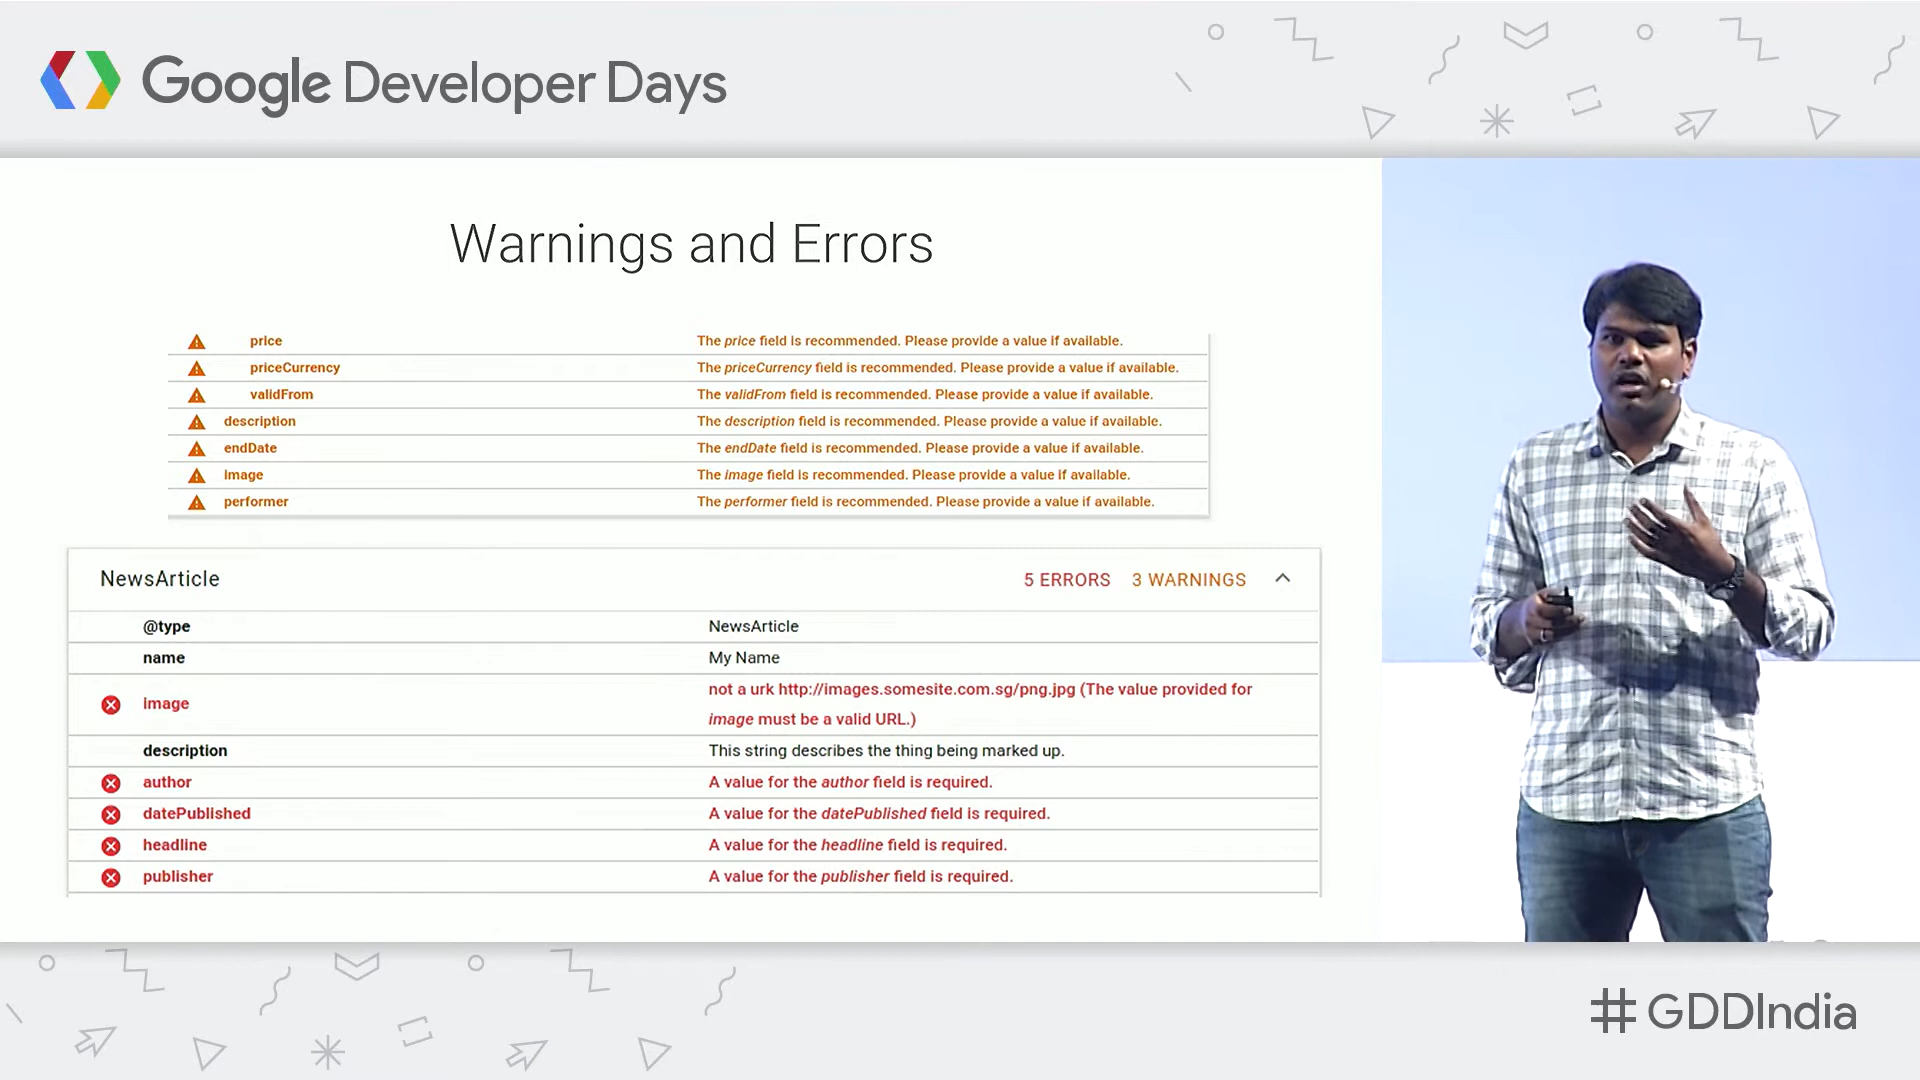 Google Developer Days
Warnings and Errors
price The price field is recommended. Please provide a value if available.
priceCurrency The priceCurrency field is recommended. Please provide a value if available.
validFrom The validFrom field is recommended. Please provide a value if available.
description The description field is recommended. Please provide a value if available.
endDate The endDate field is recommended. Please provide a value if available.
image The image field is recommended. Please provide a value if available.
performer The performer field is recommended. Please provide a value if available.
NewsArticle 5 ERRORS 3 WARNINGS
@type NewsArticle
name My Name
image not a urk http://images.somesite.com.sg/png.jpg (The value provided for
image must be a valid URL.)
description This string describes the thing being marked up.
author A value for the author field is required.
datePublished A value for the datePublished field is required.
headline A value for the headline field is required.
publisher A value for the publisher field is required.
#GDDIndia